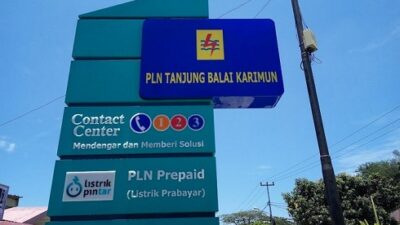 PLN TANJUNG BALAI KARIMUN
Contact Center 123
Mendengar dan Memberi Solusi
listrik pintar
PLN Prepaid
(Listrik Prabayar)